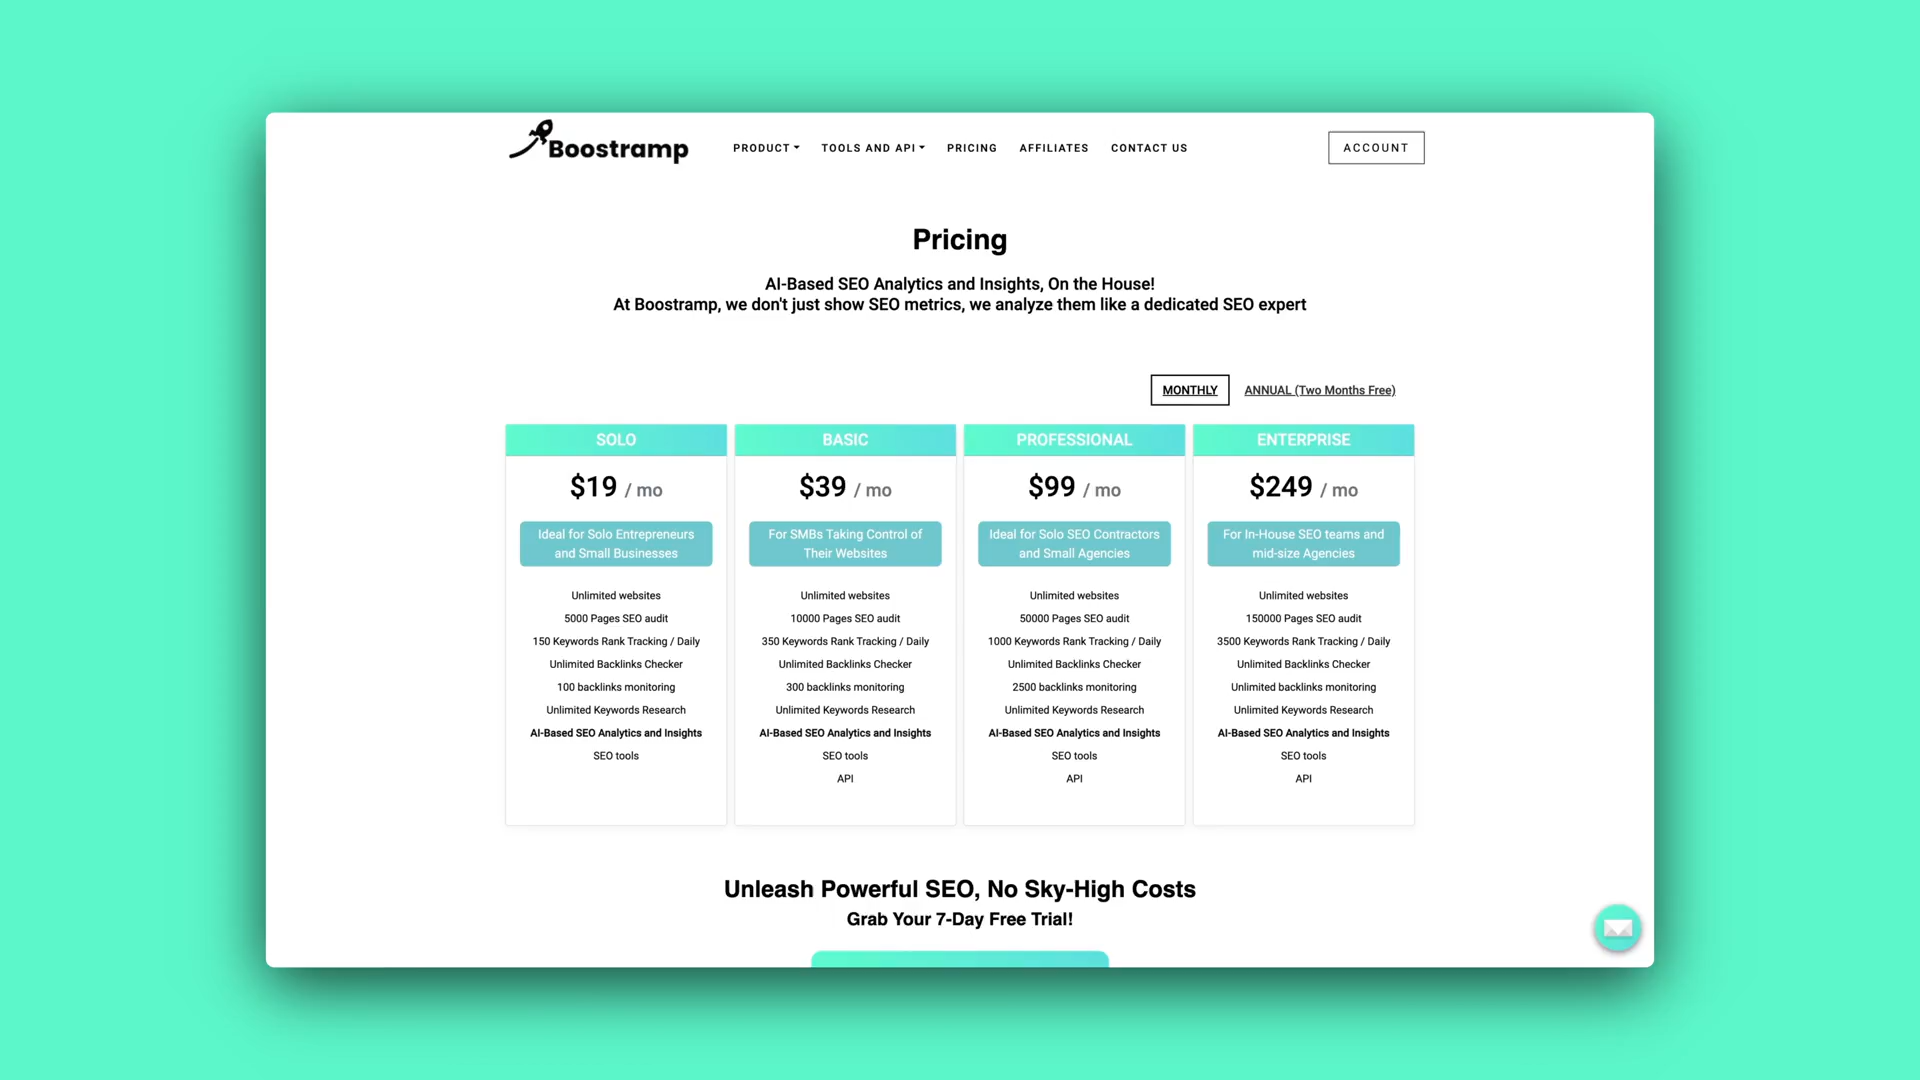 Boostramp
PRODUCT
TOOLS AND API
PRICING
AFFILIATES
CONTACT US
ACCOUNT
Pricing
AI-Based SEO Analytics and Insights, On the House!
At Boostramp, we don't just show SEO metrics, we analyze them like a dedicated SEO expert
MONTHLY
ANNUAL (Two Months Free)
SOLO
$19 / mo
Ideal for Solo Entrepreneurs
and Small Businesses
Unlimited websites
5000 Pages SEO audit
150 Keywords Rank Tracking / Daily
Unlimited Backlinks Checker
100 backlinks monitoring
Unlimited Keywords Research
AI-Based SEO Analytics and Insights
SEO tools
BASIC
$39 / mo
For SMBs Taking Control of
Their Websites
Unlimited websites
10000 Pages SEO audit
350 Keywords Rank Tracking / Daily
Unlimited Backlinks Checker
300 backlinks monitoring
Unlimited Keywords Research
AI-Based SEO Analytics and Insights
SEO tools
API
PROFESSIONAL
$99 / mo
Ideal for Solo SEO Contractors
and Small Agencies
Unlimited websites
50000 Pages SEO audit
1000 Keywords Rank Tracking / Daily
Unlimited Backlinks Checker
2500 backlinks monitoring
Unlimited Keywords Research
AI-Based SEO Analytics and Insights
SEO tools
API
ENTERPRISE
$249 / mo
For In-House SEO teams and
mid-size Agencies
Unlimited websites
150000 Pages SEO audit
3500 Keywords Rank Tracking / Daily
Unlimited Backlinks Checker
Unlimited backlinks monitoring
Unlimited Keywords Research
AI-Based SEO Analytics and Insights
SEO tools
API
Unleash Powerful SEO, No Sky-High Costs
Grab Your 7-Day Free Trial!